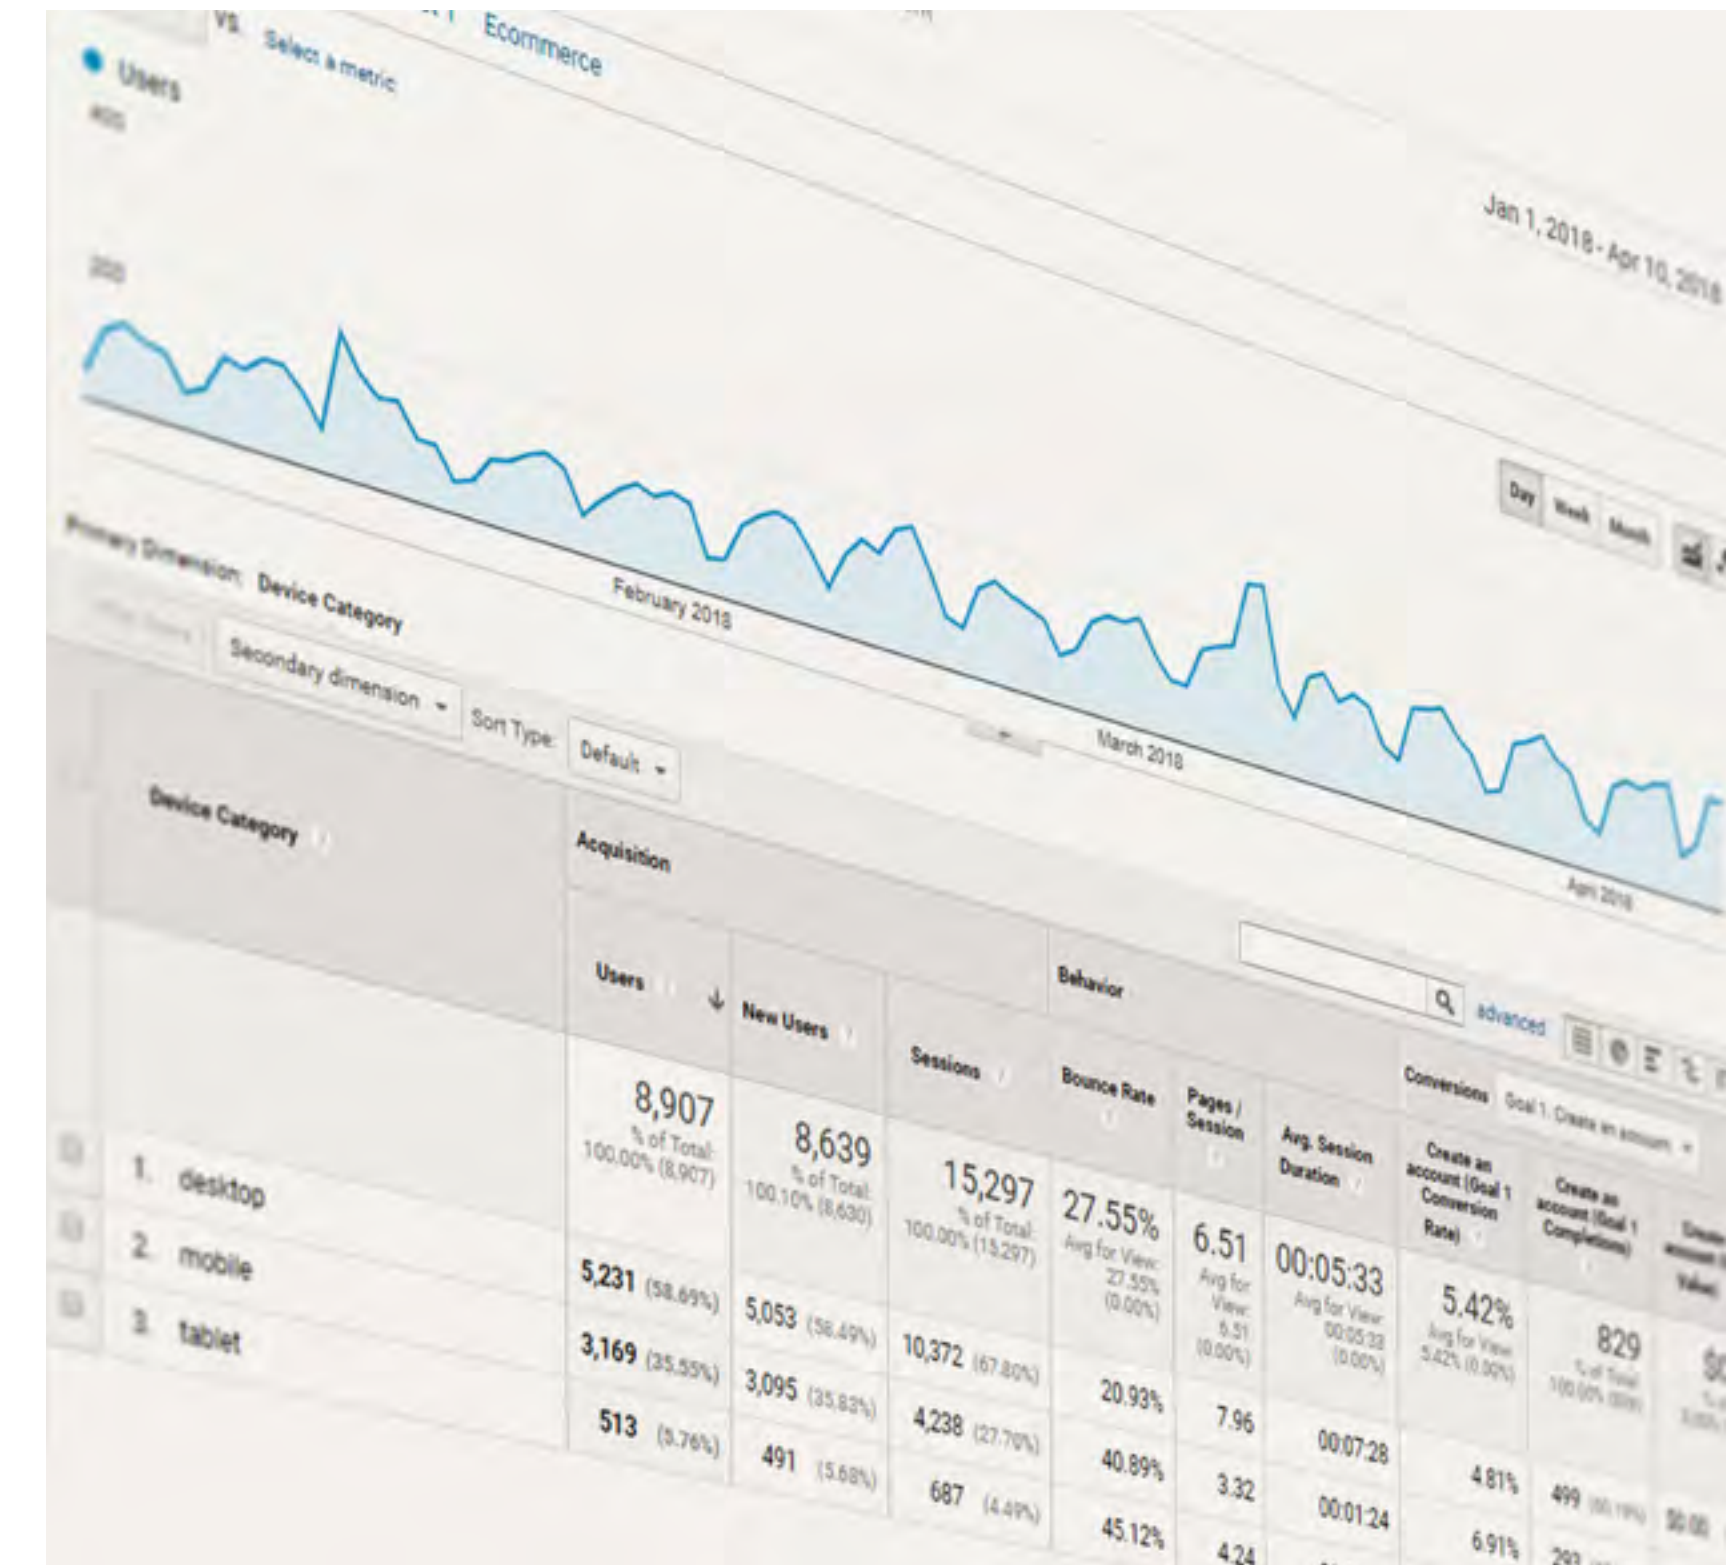 Ecommerce
VS. Select a metric
Users
400
200
Jan 1, 2018 - Apr 10, 2018
Day Week Month
February 2018
March 2018
April 2018
Primary Dimension: Device Category
Secondary dimension Sort Type: Default
advanced
Device Category
Acquisition
Behavior
Conversions Goal 1: Create an account
Users
New Users
Sessions
Bounce Rate
Pages /
Session
Avg. Session
Duration
Create an
account (Goal 1
Conversion
Rate)
Create an
account (Goal 1
Completions)
8,907
% of Total:
100.00% (8,907)
8,639
% of Total:
100.10% (8,630)
15,297
% of Total:
100.00% (15,297)
27.55%
Avg for View:
27.55%
(0.00%)
6.51
Avg for
View:
6.51
(0.00%)
00:05:33
Avg for View:
00:05:33
(0.00%)
5.42%
Avg for View:
5.42% (0.00%)
829
% of Total:
100.00% (829)
1. desktop
5,231 (58.69%) 5,053 (58.49%) 10,372 (67.80%) 20.93% 7.96 00:07:28 4.81% 499 (60.19%) $0.00
2. mobile
3,169 (35.55%) 3,095 (35.83%) 4,238 (27.70%) 40.89% 3.32 00:01:24 6.91% 293
3. tablet
513 (5.76%) 491 (5.68%) 687 (4.49%) 45.12% 4.24